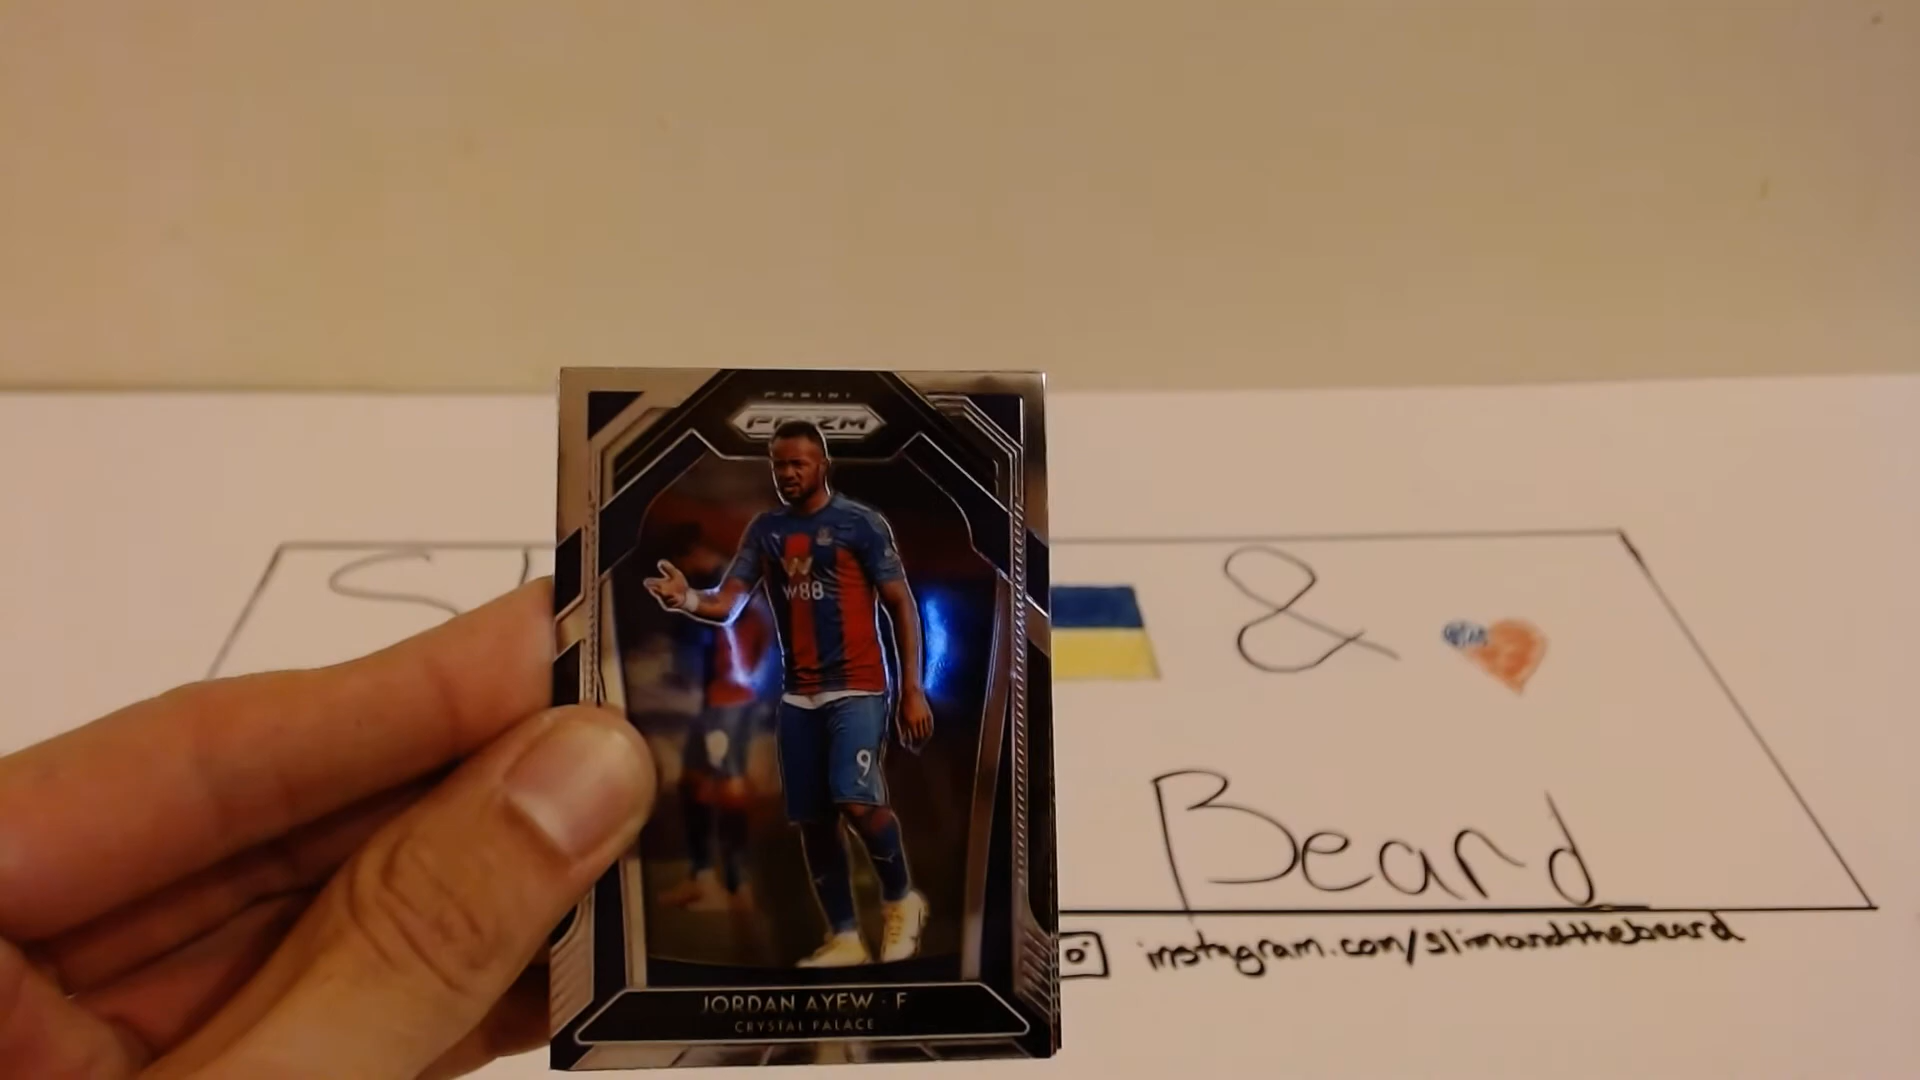 PANINI
PRIZM
W88
9
JORDAN AYEW · F
CRYSTAL PALACE
&
Beard
instagram.com/slimandthebeard